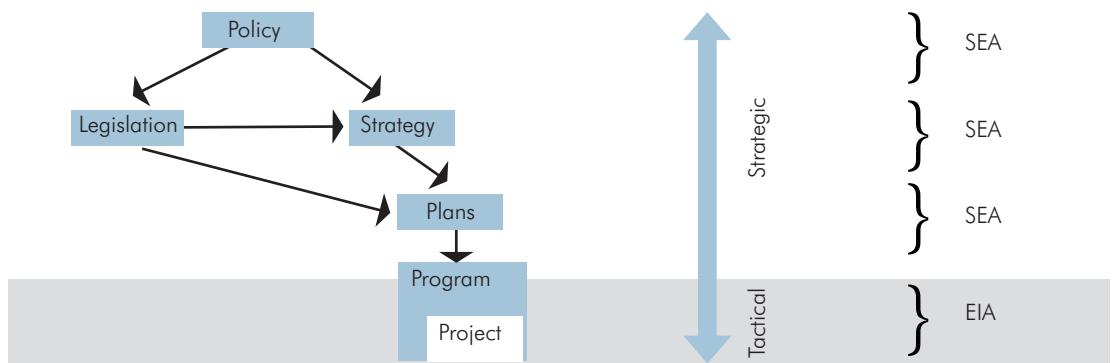 Policy
SEA
Legislation
Strategy
Strategic
SEA
Plans
SEA
Program
Project
Tactical
EIA